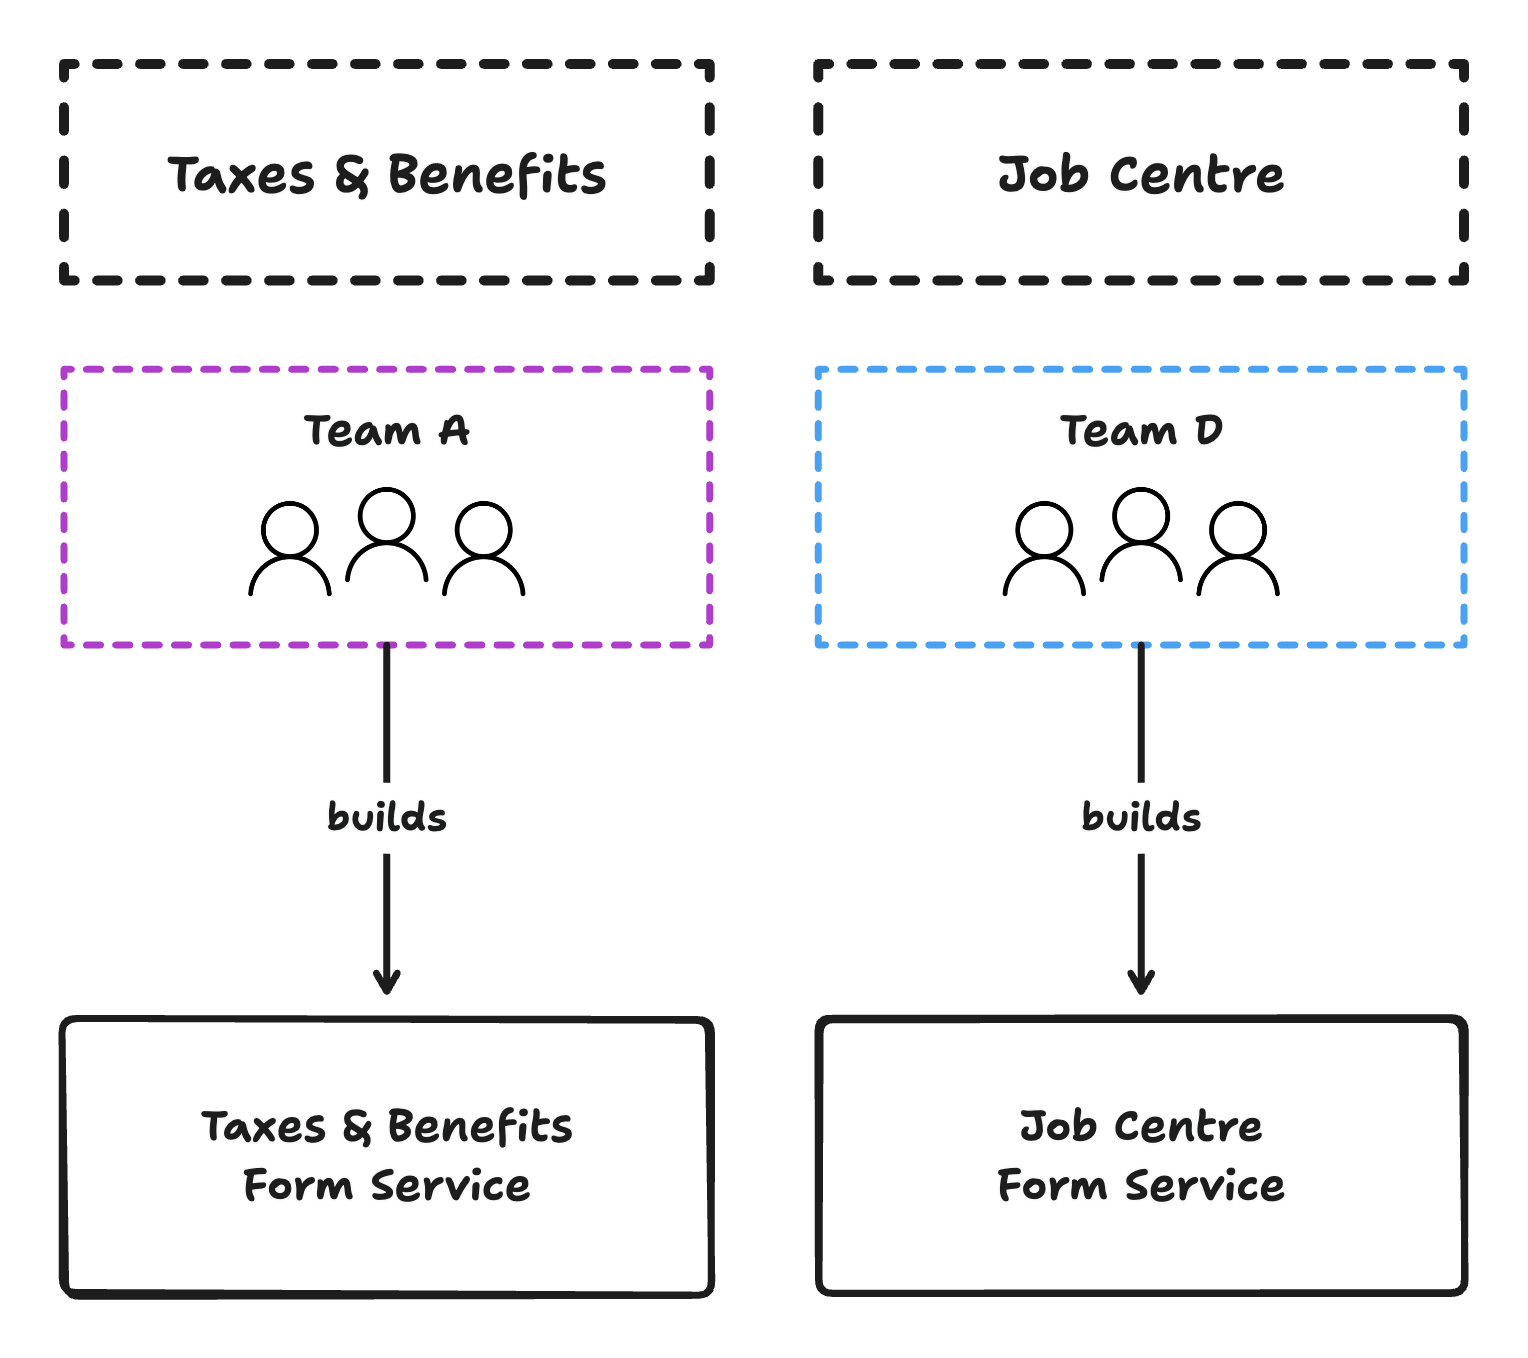 Taxes & Benefits
Job Centre
Team A
Team D
builds
builds
Taxes & Benefits
Form Service
Job Centre
Form Service